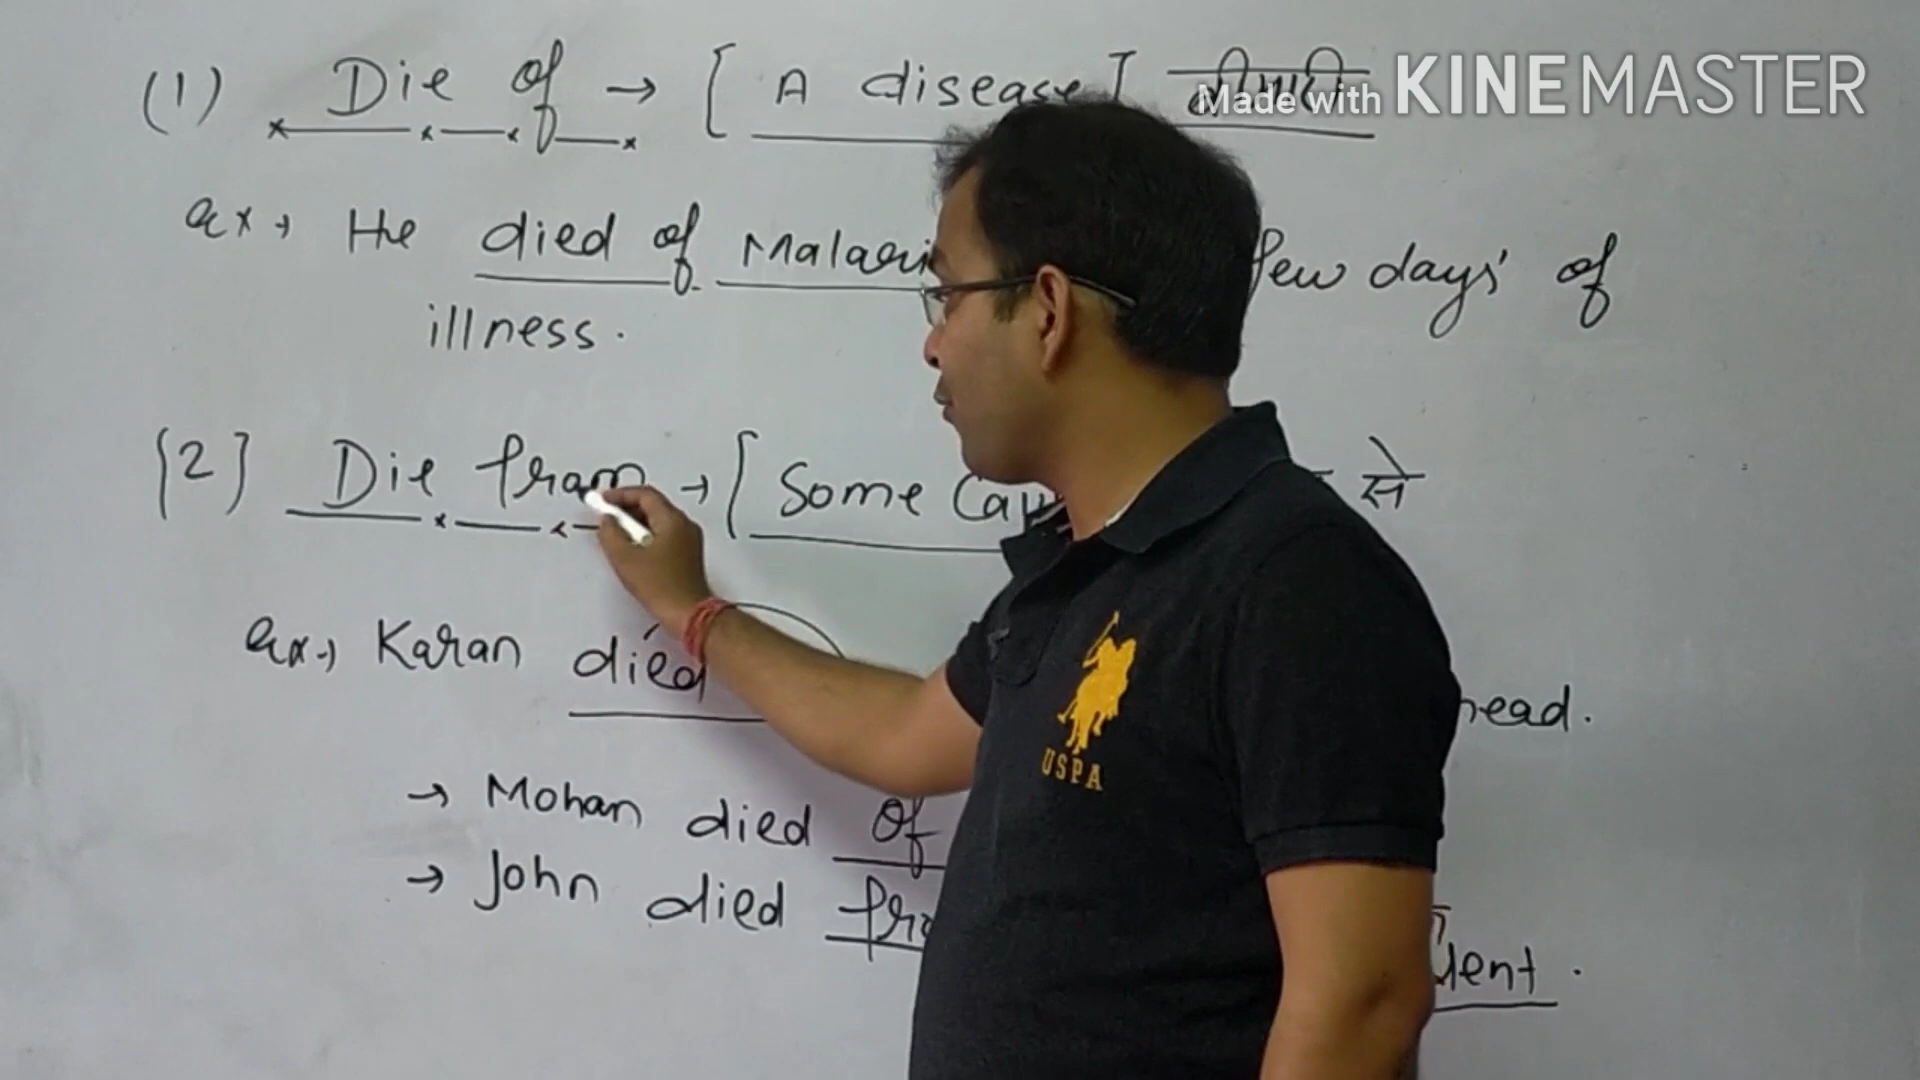 (1) Die of → [ A disease ] बीमारी
Made with KINEMASTER
ex → He died of Malari few days' of
illness.
[2] Die from → [ Some Cau से
ex → Karan died head.
→ Mohan died of
→ John died fro dent.
USPA